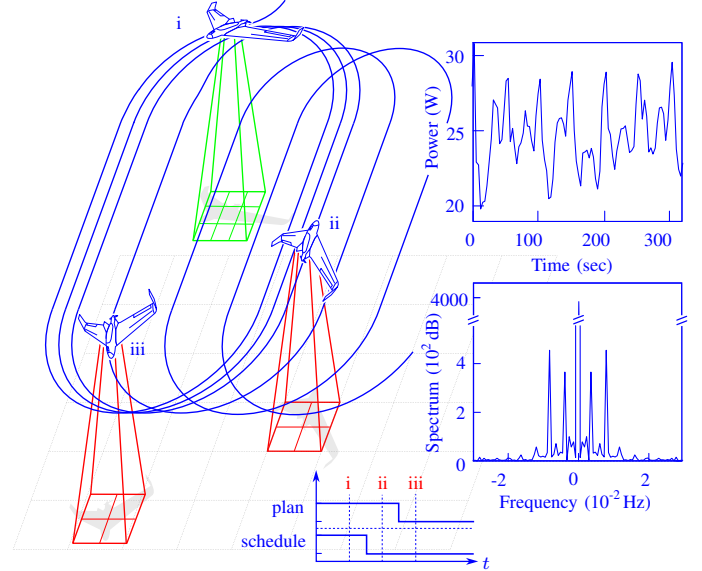 i
ii
iii
30
25
20
Power (W)
0
100
200
300
Time (sec)
4000
4
2
0
Spectrum (10² dB)
-2
0
2
Frequency (10⁻² Hz)
i
ii
iii
plan
schedule
t